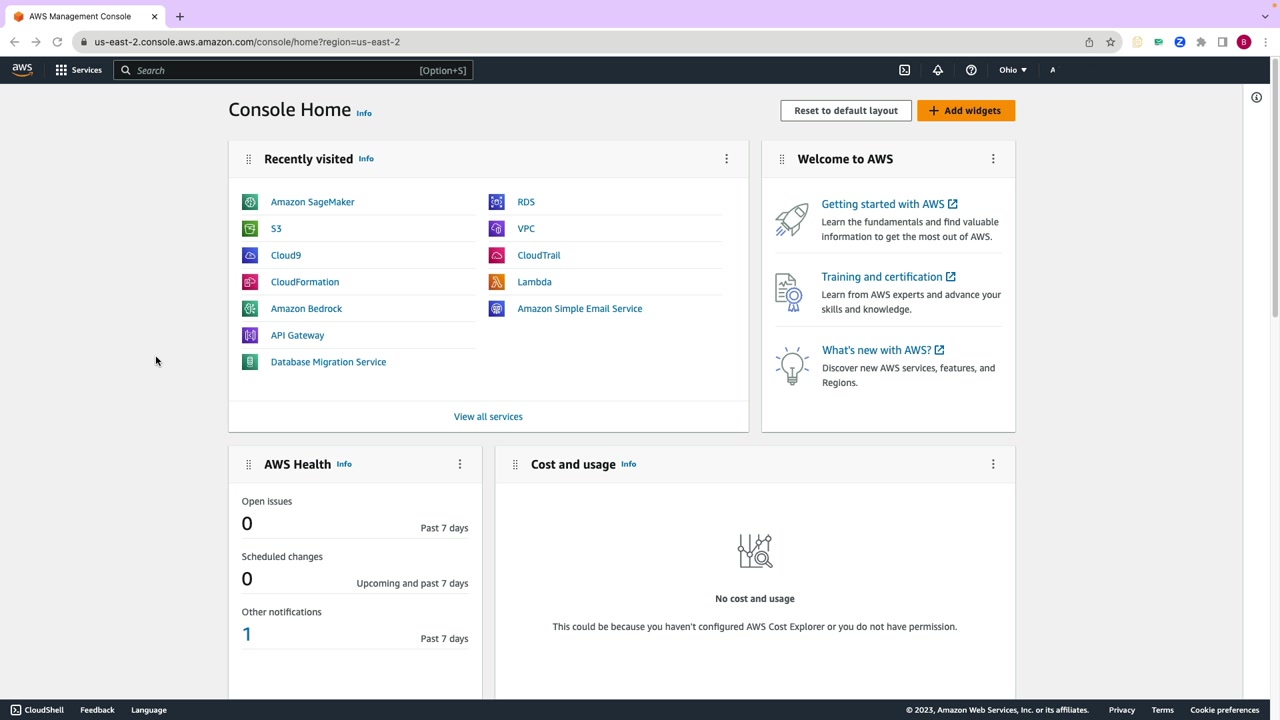 AWS Management Console
us-east-2.console.aws.amazon.com/console/home?region=us-east-2
B
aws
Services
Search
[Option+S]
Ohio
Console Home Info
Reset to default layout
Add widgets
Recently visited Info
Amazon SageMaker
S3
Cloud9
CloudFormation
Amazon Bedrock
API Gateway
Database Migration Service
RDS
VPC
CloudTrail
Lambda
Amazon Simple Email Service
View all services
Welcome to AWS
Getting started with AWS
Learn the fundamentals and find valuable
information to get the most out of AWS.
Training and certification
Learn from AWS experts and advance your
skills and knowledge.
What's new with AWS?
Discover new AWS services, features, and
Regions.
AWS Health Info
Open issues
0
Past 7 days
Scheduled changes
0
Upcoming and past 7 days
Other notifications
1
Past 7 days
Cost and usage Info
No cost and usage
This could be because you haven't configured AWS Cost Explorer or you do not have permission.
CloudShell
Feedback
Language
© 2023, Amazon Web Services, Inc. or its affiliates.
Privacy
Terms
Cookie preferences